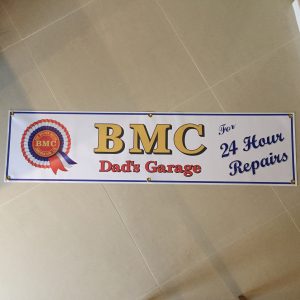 BMC
BMC
Dad's Garage
For
24 Hour
Repairs